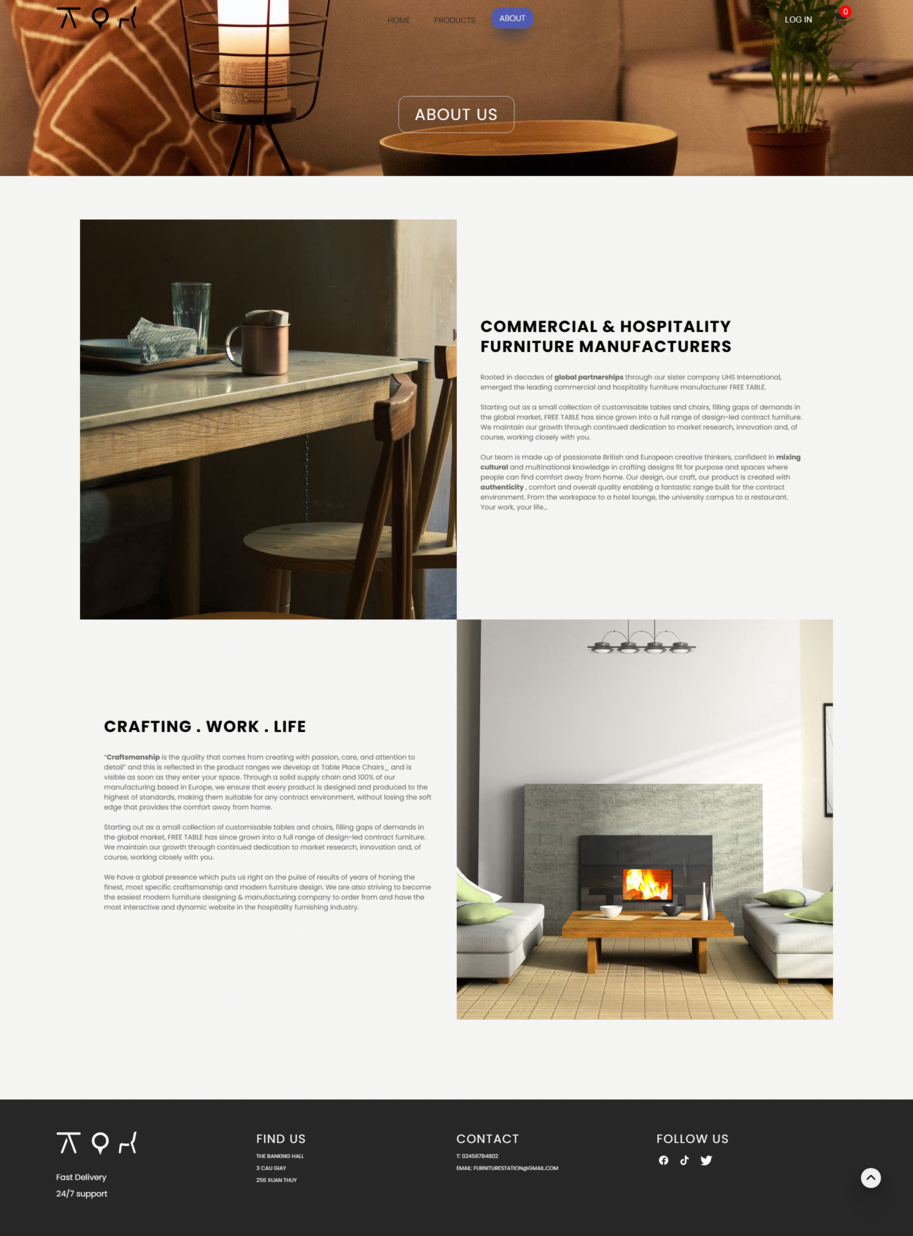 HOME
PRODUCTS
ABOUT
LOG IN
0
ABOUT US
COMMERCIAL & HOSPITALITY
FURNITURE MANUFACTURERS
Rooted in decades of global partnerships through our sister company UHS International,
emerged the leading commercial and hospitality furniture manufacturer FREE TABLE.
Starting out as a small collection of customisable tables and chairs, filling gaps of demands in
the global market, FREE TABLE has since grown into a full range of design-led contract furniture.
We maintain our growth through continued dedication to market research, innovation and, of
course, working closely with you.
Our team is made up of passionate British and European creative thinkers, confident in mixing
cultural and multinational knowledge in crafting designs fit for purpose and spaces where
people can find comfort away from home. Our design, our craft, our product is created with
authenticity , comfort and overall quality enabling a fantastic range built for the contract
environment. From the workspace to a hotel lounge, the university campus to a restaurant.
Your work, your life...
CRAFTING . WORK . LIFE
"Craftsmanship is the quality that comes from creating with passion, care, and attention to
detail" and this is reflected in the product ranges we develop at Table Place Chairs_ and is
visible as soon as they enter your space. Through a solid supply chain and 100% of our
manufacturing based in Europe, we ensure that every product is designed and produced to the
highest of standards, making them suitable for any contract environment, without losing the soft
edge that provides the comfort away from home.
Starting out as a small collection of customisable tables and chairs, filling gaps of demands in
the global market, FREE TABLE has since grown into a full range of design-led contract furniture.
We maintain our growth through continued dedication to market research, innovation and, of
course, working closely with you.
We have a global presence which puts us right on the pulse of results of years of honing the
finest, most specific craftsmanship and modern furniture design. We are also striving to become
the easiest modern furniture designing & manufacturing company to order from and have the
most interactive and dynamic website in the hospitality furnishing industry.
Fast Delivery
24/7 support
FIND US
THE BANKING HALL
3 CAU GIAY
256 XUAN THUY
CONTACT
T: 02456784802
EMAIL: FURNITURESTATION@GMAIL.COM
FOLLOW US